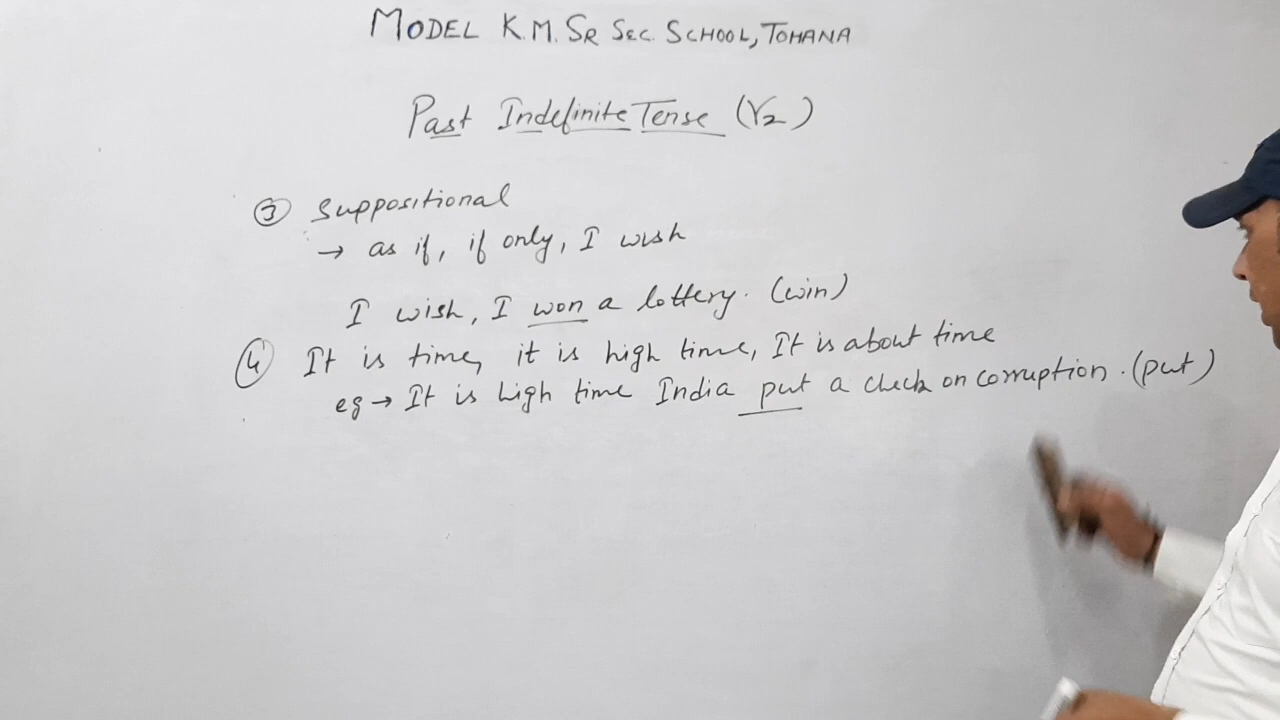 MODEL K.M. SR SEC. SCHOOL, TOHANA
Past Indefinite Tense (V2)
③ Suppositional
→ as if, if only, I wish
I wish, I won a lottery. (win)
④ It is time, it is high time, It is about time
eg → It is high time India put a check on corruption. (put)